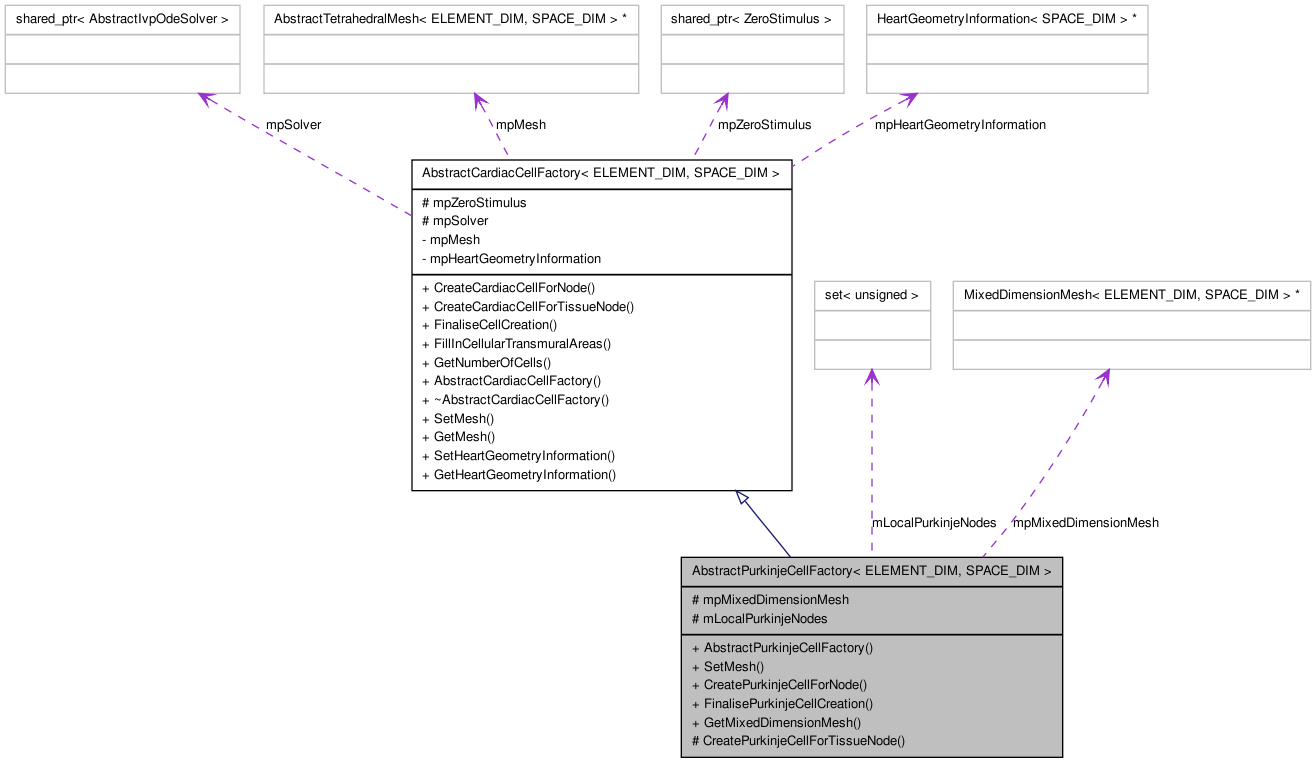 shared_ptr< AbstractIvpOdeSolver >
AbstractTetrahedralMesh< ELEMENT_DIM, SPACE_DIM > *
shared_ptr< ZeroStimulus >
HeartGeometryInformation< SPACE_DIM > *
mpSolver
mpMesh
mpZeroStimulus
mpHeartGeometryInformation
AbstractCardiacCellFactory< ELEMENT_DIM, SPACE_DIM >
# mpZeroStimulus
# mpSolver
- mpMesh
- mpHeartGeometryInformation
+ CreateCardiacCellForNode()
+ CreateCardiacCellForTissueNode()
+ FinaliseCellCreation()
+ FillInCellularTransmuralAreas()
+ GetNumberOfCells()
+ AbstractCardiacCellFactory()
+ ~AbstractCardiacCellFactory()
+ SetMesh()
+ GetMesh()
+ SetHeartGeometryInformation()
+ GetHeartGeometryInformation()
set< unsigned >
MixedDimensionMesh< ELEMENT_DIM, SPACE_DIM > *
mLocalPurkinjeNodes
mpMixedDimensionMesh
AbstractPurkinjeCellFactory< ELEMENT_DIM, SPACE_DIM >
# mpMixedDimensionMesh
# mLocalPurkinjeNodes
+ AbstractPurkinjeCellFactory()
+ SetMesh()
+ CreatePurkinjeCellForNode()
+ FinalisePurkinjeCellCreation()
+ GetMixedDimensionMesh()
# CreatePurkinjeCellForTissueNode()